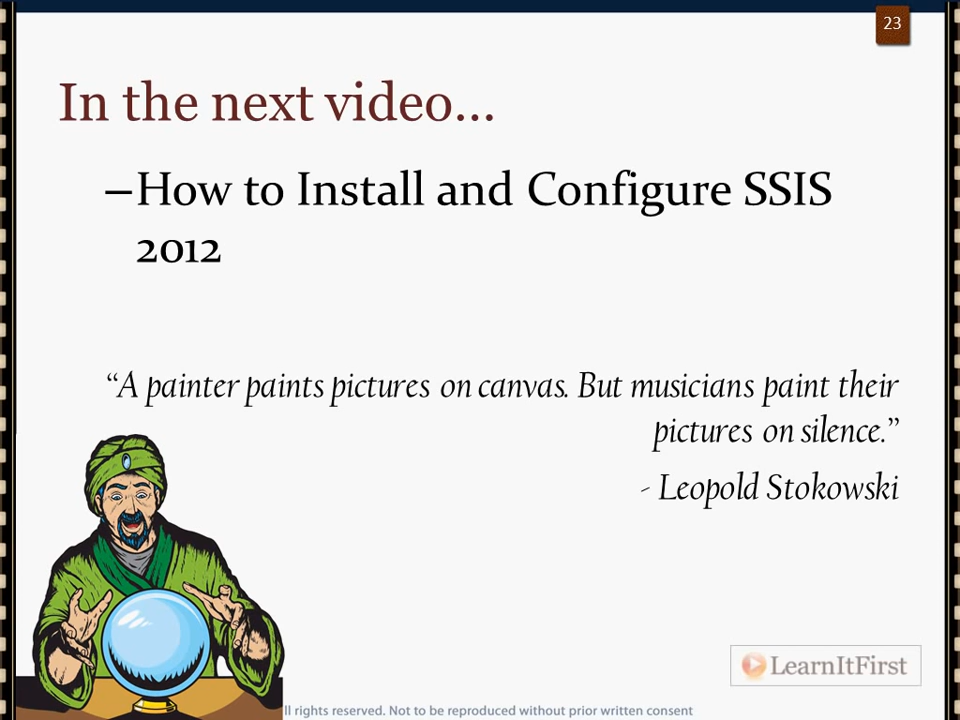 23
In the next video…
–How to Install and Configure SSIS
2012
“A painter paints pictures on canvas. But musicians paint their
pictures on silence.”
- Leopold Stokowski
LearnItFirst
ll rights reserved. Not to be reproduced without prior written consent